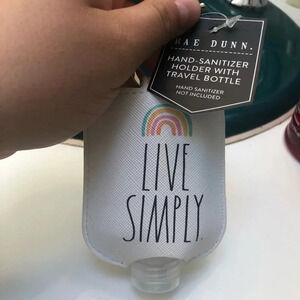 RAE DUNN.
HAND-SANITIZER
HOLDER WITH
TRAVEL BOTTLE
HAND SANITIZER
NOT INCLUDED
LIVE
SIMPLY